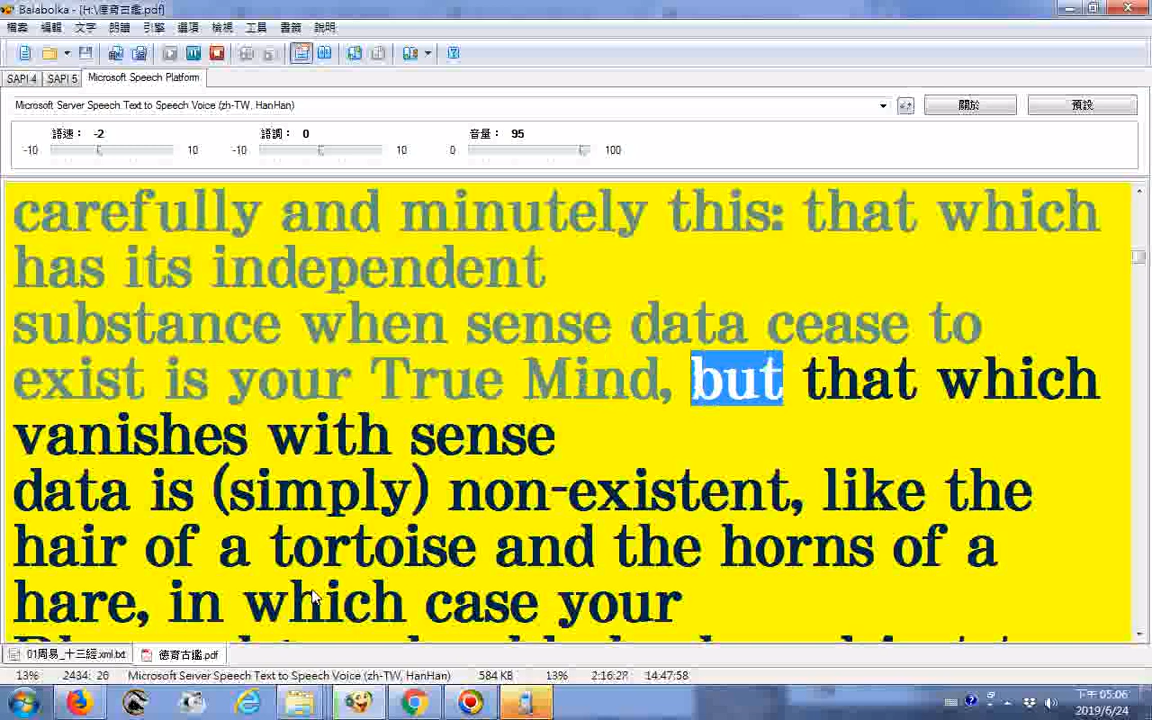 Balabolka - [H:\德育古鑑.pdf]
檔案 編輯 文字 朗讀 引擎 選項 檢視 工具 書籤 說明
SAPI 4 SAPI 5 Microsoft Speech Platform
Microsoft Server Speech Text to Speech Voice (zh-TW, HanHan) 關於 預設
語速： -2 語調： 0 音量： 95
-10 10 -10 10 0 100
carefully and minutely this: that which
has its independent
substance when sense data cease to
exist is your True Mind, but that which
vanishes with sense
data is (simply) non-existent, like the
hair of a tortoise and the horns of a
hare, in which case your
01周易_十三經.xml.txt 德育古鑑.pdf
13% 2434: 26 Microsoft Server Speech Text to Speech Voice (zh-TW, HanHan) 584 KB 13% 2:16:28 14:47:58
下午 05:06
2019/6/24